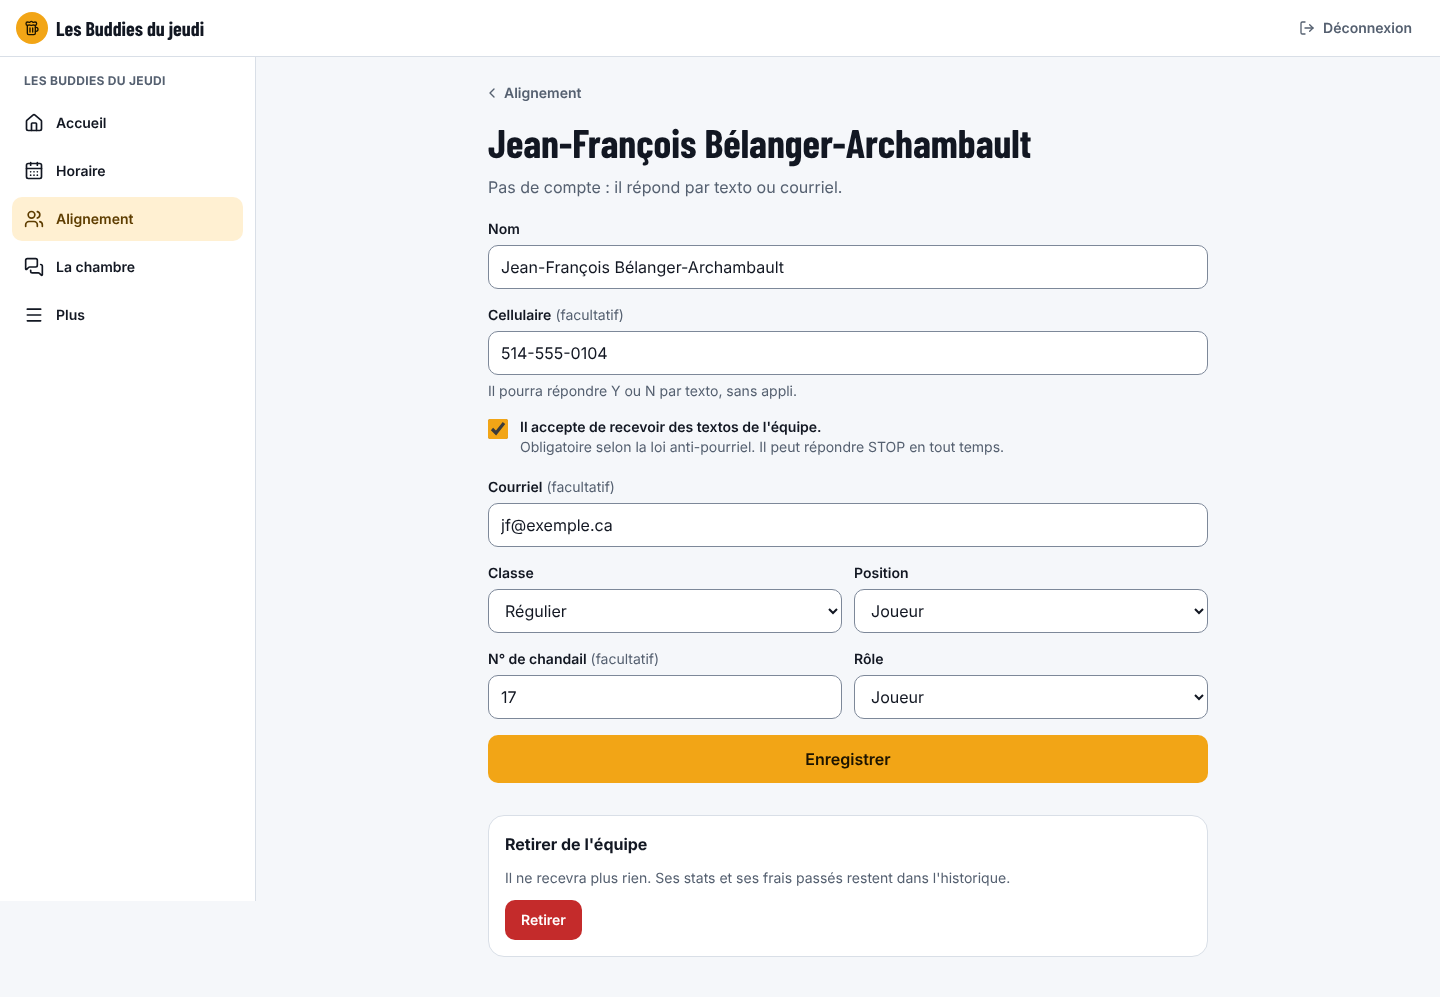 Les Buddies du jeudi
Déconnexion
LES BUDDIES DU JEUDI
Accueil
Horaire
Alignement
La chambre
Plus
Alignement
Jean-François Bélanger-Archambault
Pas de compte : il répond par texto ou courriel.
Nom
Jean-François Bélanger-Archambault
Cellulaire (facultatif)
514-555-0104
Il pourra répondre Y ou N par texto, sans appli.
Il accepte de recevoir des textos de l'équipe.
Obligatoire selon la loi anti-pourriel. Il peut répondre STOP en tout temps.
Courriel (facultatif)
jf@exemple.ca
Classe
Position
Régulier
Joueur
N° de chandail (facultatif)
Rôle
17
Joueur
Enregistrer
Retirer de l'équipe
Il ne recevra plus rien. Ses stats et ses frais passés restent dans l'historique.
Retirer